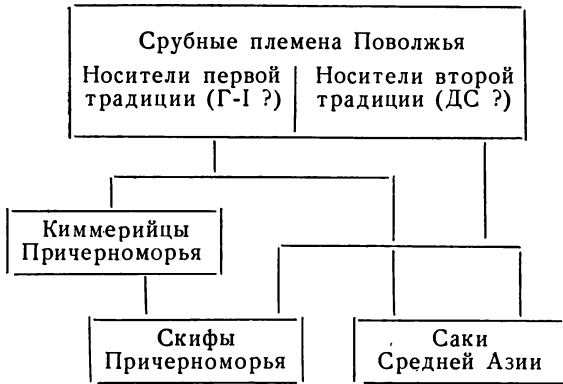 Срубные племена Поволжья
Носители первой традиции (Г-I ?)
Носители второй традиции (ДС ?)
Киммерийцы
Причерноморья
Скифы
Причерноморья
Саки
Средней Азии